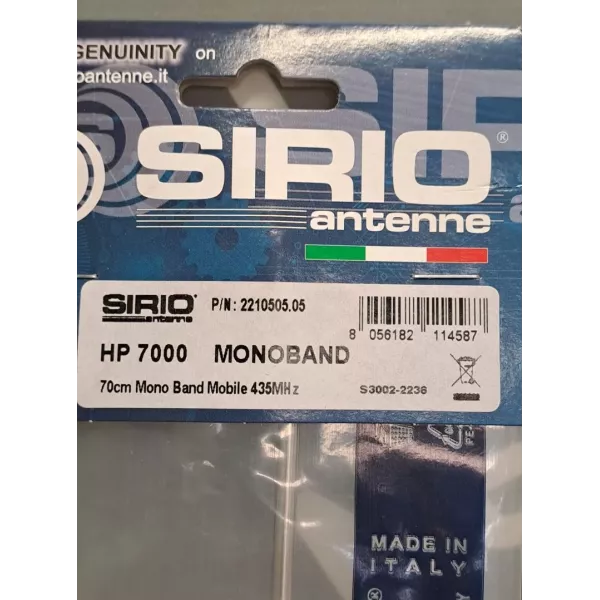 GENUINITY on
antenne.it
SIRIO®
antenne
SIRIO®
antenne
P/N: 2210505.05
8 056182 114587
HP 7000 MONOBAND
70cm Mono Band Mobile 435MHz
S3002-2236
MADE IN
ITALY